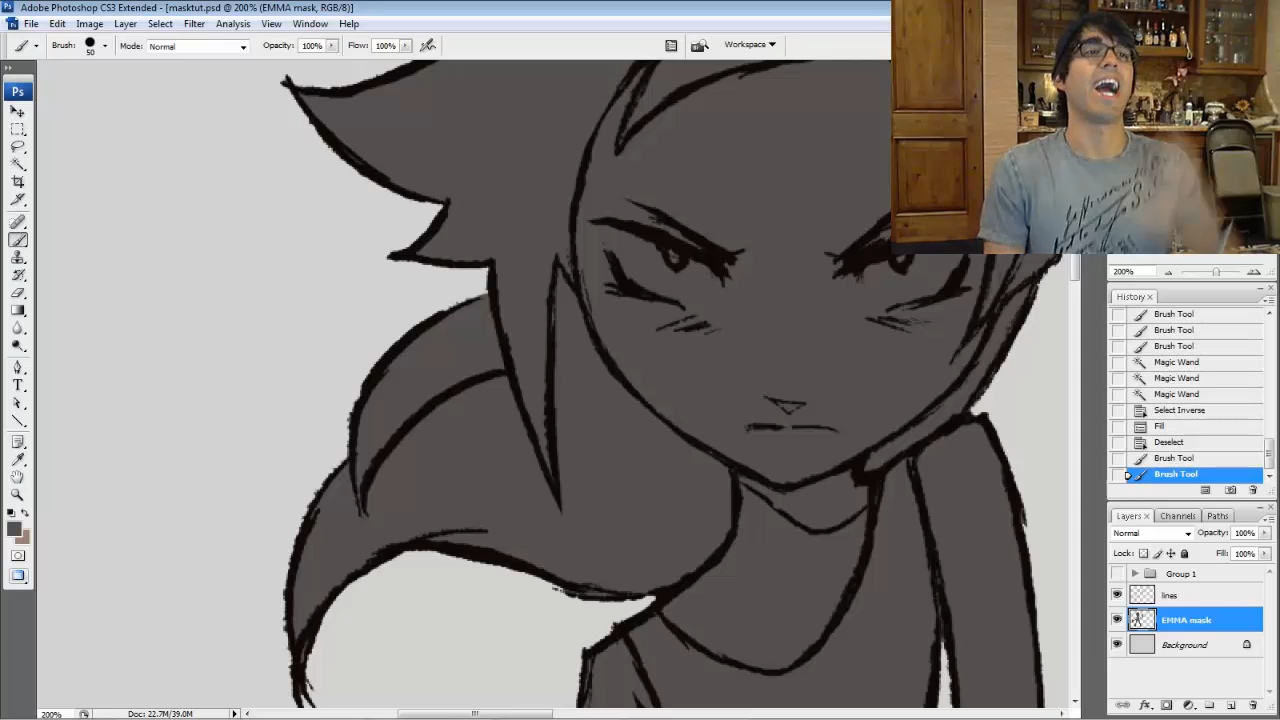 Adobe Photoshop CS3 Extended - [masktut.psd @ 200% (EMMA mask, RGB/8)]
File Edit Image Layer Select Filter Analysis View Window Help
Brush: 50 Mode: Normal Opacity: 100% Flow: 100% Workspace
Ps
200%
History
Brush Tool
Brush Tool
Brush Tool
Magic Wand
Magic Wand
Magic Wand
Select Inverse
Fill
Deselect
Brush Tool
Brush Tool
Layers Channels Paths
Normal Opacity: 100%
Lock: Fill: 100%
Group 1
lines
EMMA mask
Background
200% Doc: 22.7M/39.0M